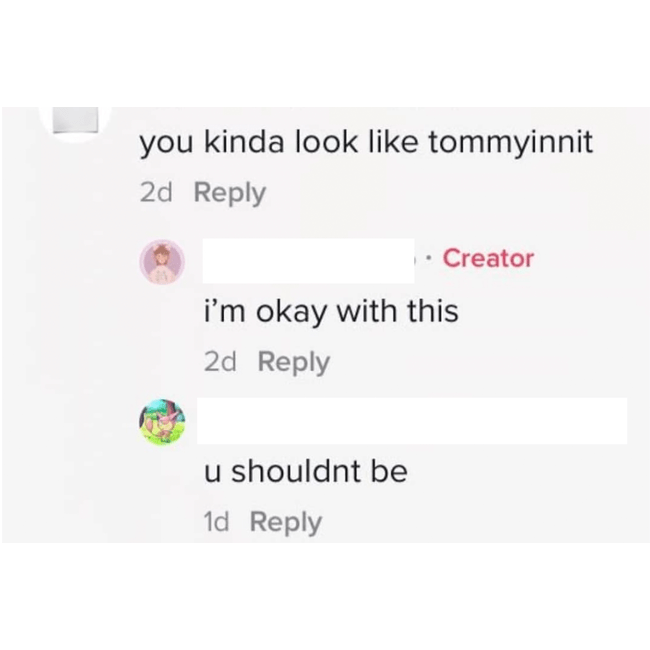 you kinda look like tommyinnit
2d Reply
· Creator
i'm okay with this
2d Reply
u shouldnt be
1d Reply